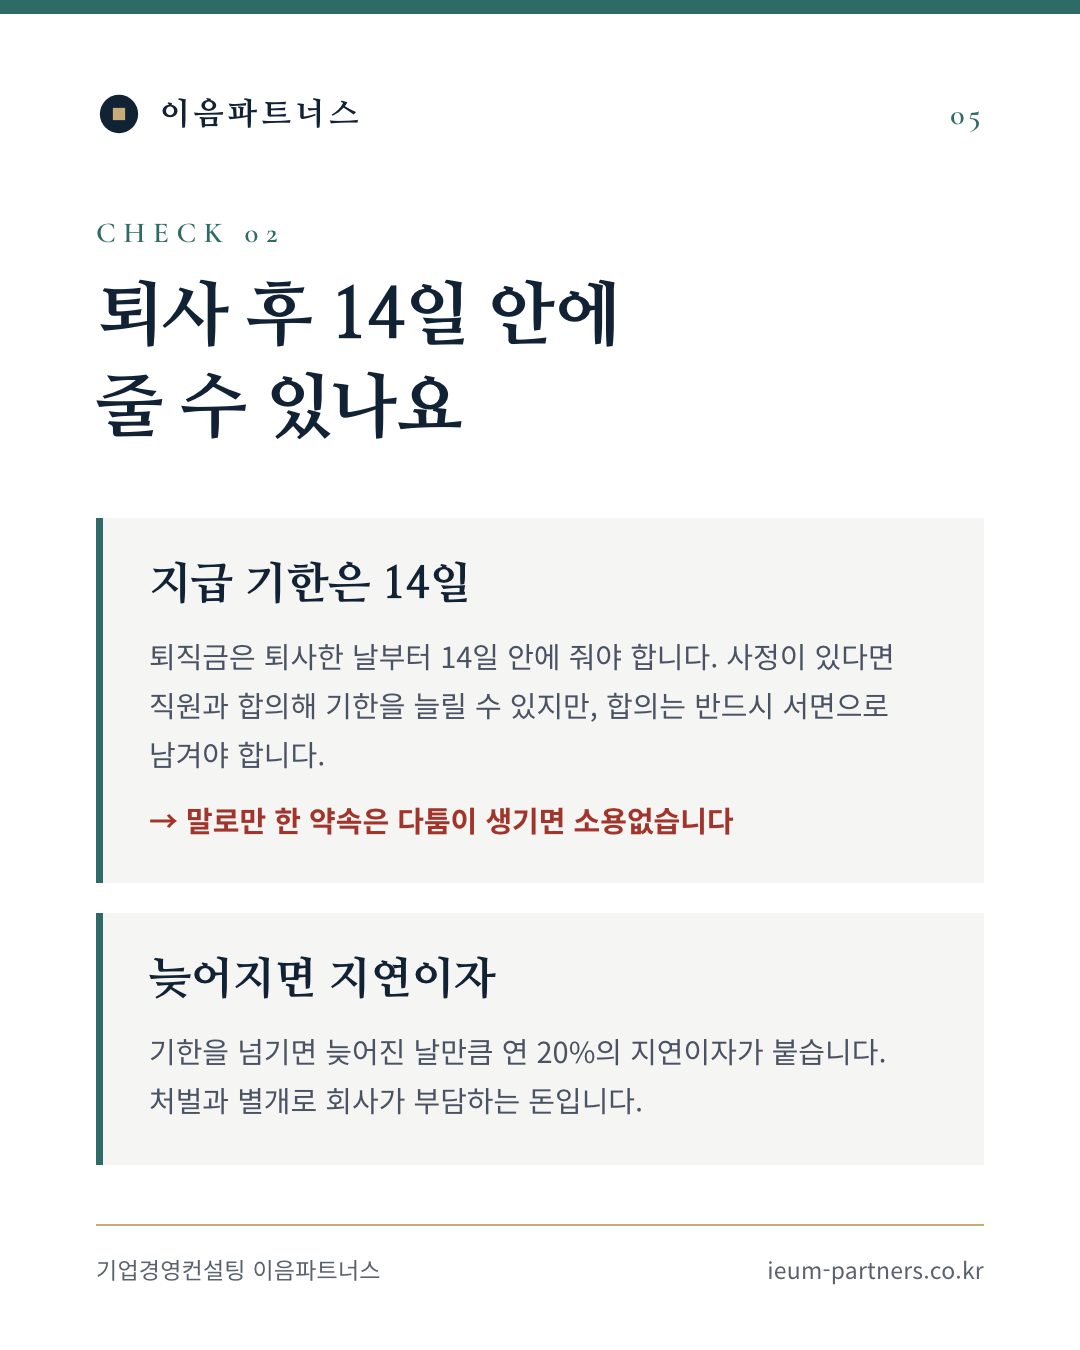 이음파트너스
05
CHECK 02
퇴사 후 14일 안에
줄 수 있나요
지급 기한은 14일
퇴직금은 퇴사한 날부터 14일 안에 줘야 합니다. 사정이 있다면
직원과 합의해 기한을 늘릴 수 있지만, 합의는 반드시 서면으로
남겨야 합니다.
→ 말로만 한 약속은 다툼이 생기면 소용없습니다
늦어지면 지연이자
기한을 넘기면 늦어진 날만큼 연 20%의 지연이자가 붙습니다.
처벌과 별개로 회사가 부담하는 돈입니다.
기업경영컨설팅 이음파트너스
ieum-partners.co.kr